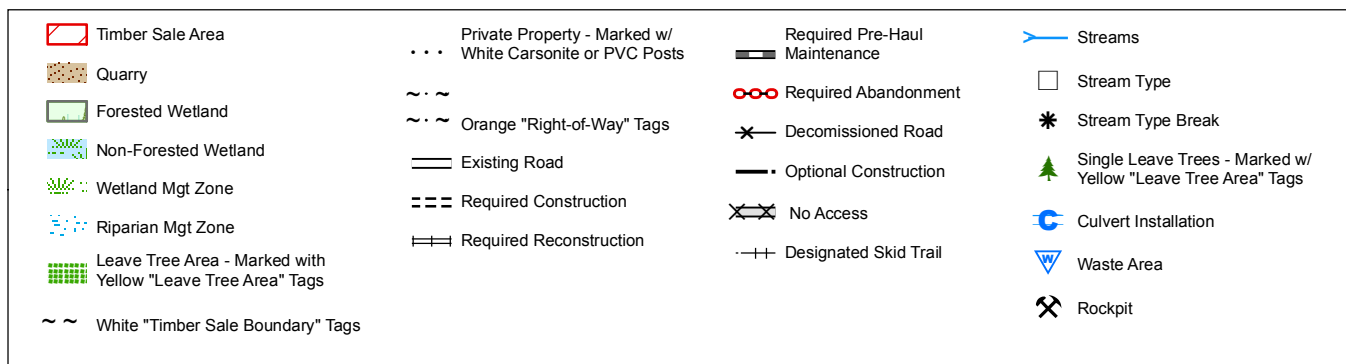 Timber Sale Area
Quarry
Forested Wetland
Non-Forested Wetland
Wetland Mgt Zone
Riparian Mgt Zone
Leave Tree Area - Marked with
Yellow "Leave Tree Area" Tags
White "Timber Sale Boundary" Tags
Private Property - Marked w/
White Carsonite or PVC Posts
Orange "Right-of-Way" Tags
Existing Road
Required Construction
Required Reconstruction
Required Pre-Haul
Maintenance
Required Abandonment
Decomissioned Road
Optional Construction
No Access
Designated Skid Trail
Streams
Stream Type
Stream Type Break
Single Leave Trees - Marked w/
Yellow "Leave Tree Area" Tags
C Culvert Installation
W Waste Area
Rockpit